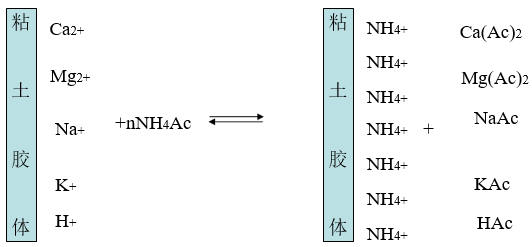 粘土胶体
Ca2+
Mg2+
Na+
K+
H+
+nNH4Ac
粘土胶体
NH4+
NH4+
NH4+
NH4+
NH4+
NH4+
NH4+
+
Ca(Ac)2
Mg(Ac)2
NaAc
KAc
HAc